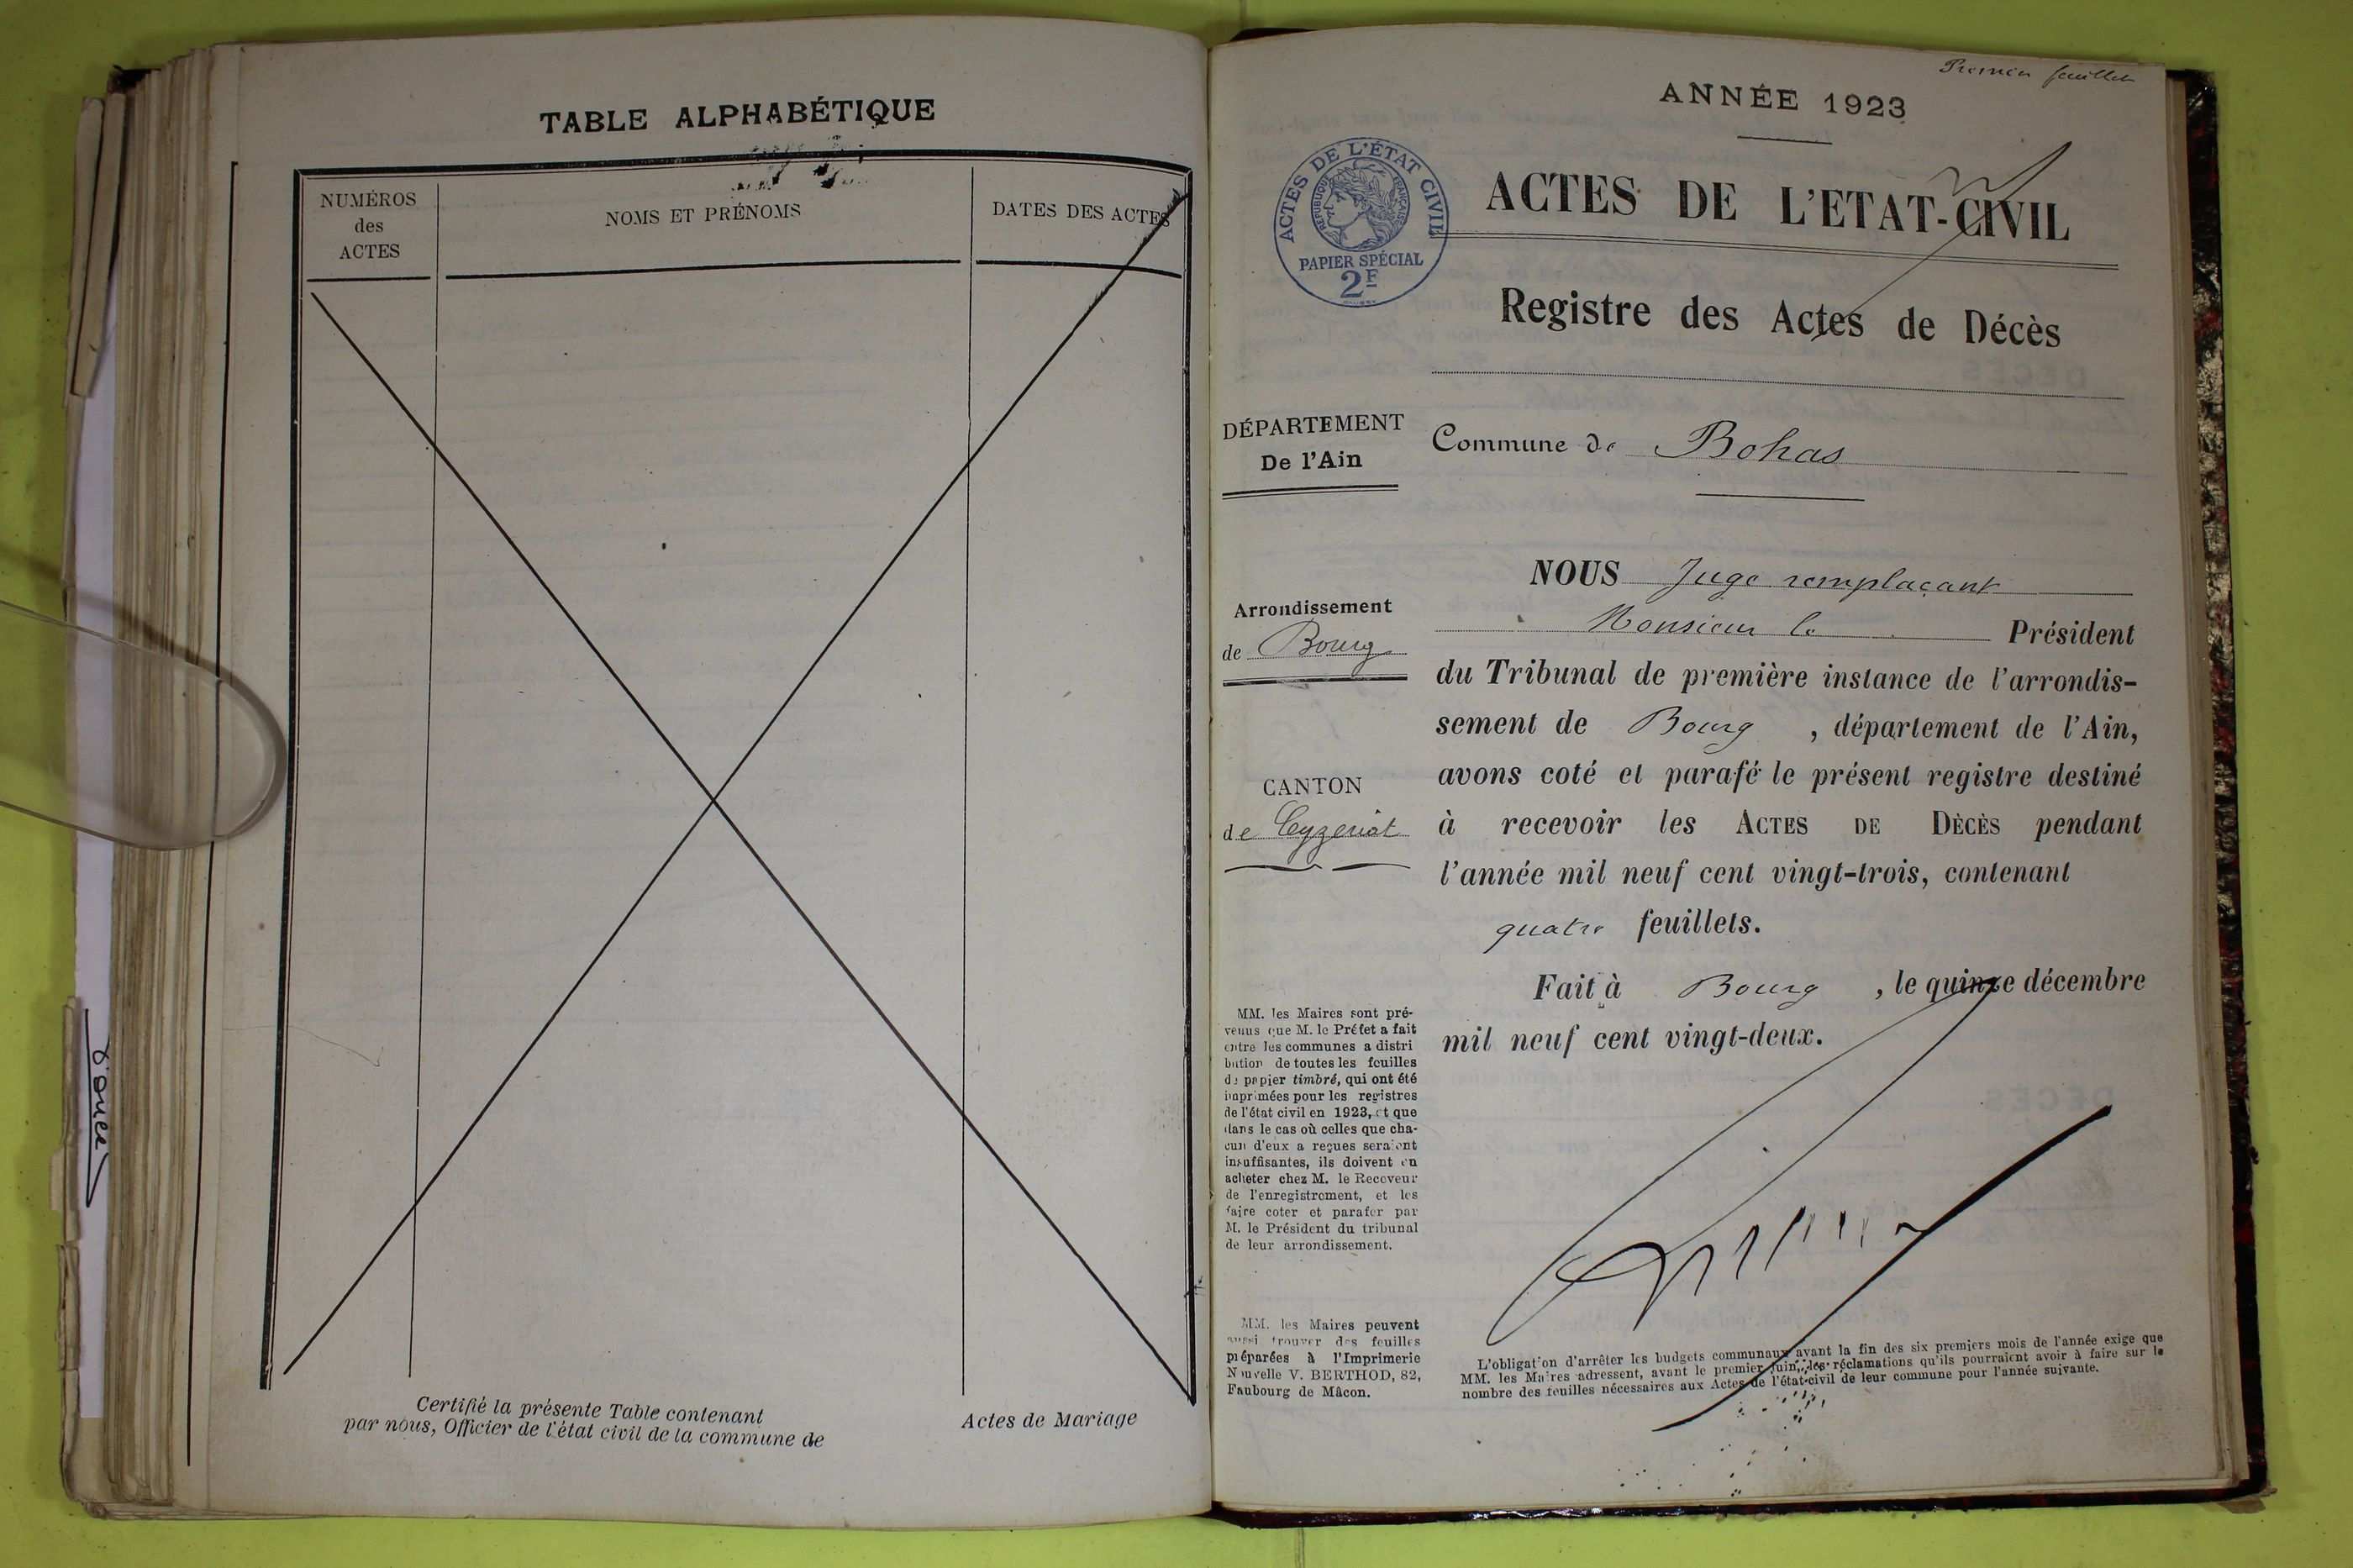 TABLE ALPHABÉTIQUE
NUMÉROS
des
ACTES
NOMS ET PRÉNOMS
DATES DES ACTES
Certifié la présente Table contenant
par nous, Officier de l'état civil de la commune de
Actes de Mariage
Premier feuillet
ANNÉE 1923
ACTES DE L'ÉTAT CIVIL
RÉPUBLIQUE FRANÇAISE
PAPIER SPÉCIAL
2F
ACTES DE L'ETAT-CIVIL
Registre des Actes de Décès
DÉPARTEMENT
De l'Ain
Commune de Bohas
Arrondissement
de Bourg
CANTON
de Ceyzeriat
NOUS Juge remplaçant
Monsieur le Président
du Tribunal de première instance de l'arrondis-
sement de Bourg , département de l'Ain,
avons coté et parafé le présent registre destiné
à recevoir les ACTES DE DÉCÈS pendant
l'année mil neuf cent vingt-trois, contenant
quatre feuillets.
Fait à Bourg , le quinze décembre
mil neuf cent vingt-deux.
MM. les Maires sont pré-
venus que M. le Préfet a fait
entre les communes a distri
bution de toutes les feuilles
de papier timbré, qui ont été
imprimées pour les registres
de l'état civil en 1923, et que
dans le cas où celles que cha-
cun d'eux a reçues seraient
insuffisantes, ils doivent en
acheter chez M. le Receveur
de l'enregistrement, et les
faire coter et parafer par
M. le Président du tribunal
de leur arrondissement.
MM. les Maires peuvent
aussi trouver des feuilles
préparées à l'Imprimerie
Nouvelle V. BERTHOD, 82,
Faubourg de Mâcon.
L'obligation d'arrêter les budgets communaux avant la fin des six premiers mois de l'année exige que
MM. les Maires adressent, avant le premier juin, les réclamations qu'ils pourraient avoir à faire sur le
nombre des feuilles nécessaires aux Actes de l'état-civil de leur commune pour l'année suivante.